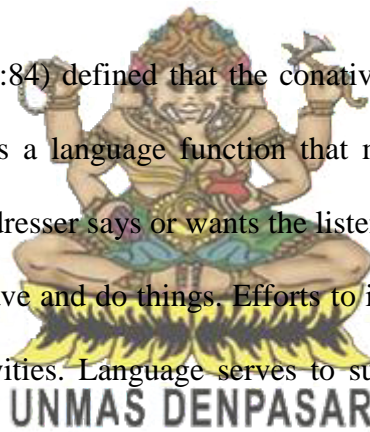 :84) defined that the conativ
s a language function that
dresser says or wants the listen
ve and do things. Efforts to i
vities. Language serves to su
UNMAS DENPASAR